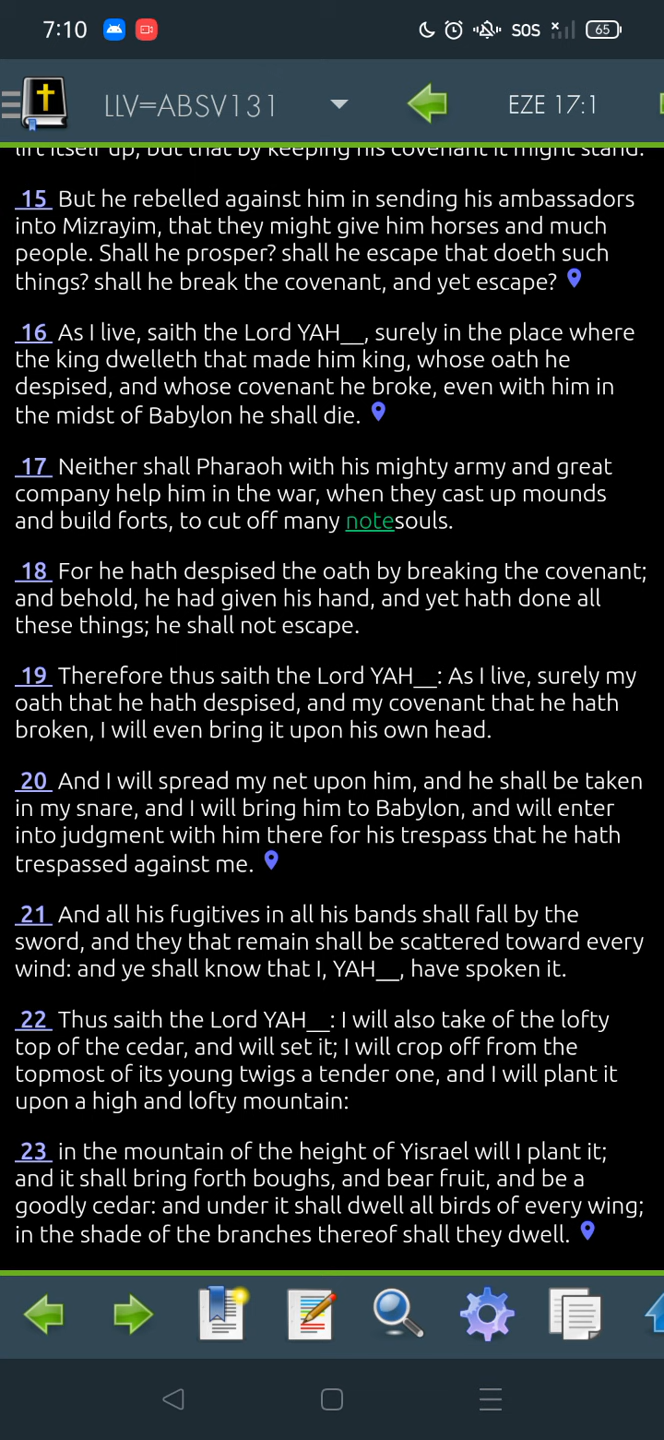 7:10 SOS 65
LLV=ABSV131 EZE 17:1
lift itself up, but that by keeping his covenant it might stand.
15 But he rebelled against him in sending his ambassadors
into Mizrayim, that they might give him horses and much
people. Shall he prosper? shall he escape that doeth such
things? shall he break the covenant, and yet escape?
16 As I live, saith the Lord YAH__, surely in the place where
the king dwelleth that made him king, whose oath he
despised, and whose covenant he broke, even with him in
the midst of Babylon he shall die.
17 Neither shall Pharaoh with his mighty army and great
company help him in the war, when they cast up mounds
and build forts, to cut off many notesouls.
18 For he hath despised the oath by breaking the covenant;
and behold, he had given his hand, and yet hath done all
these things; he shall not escape.
19 Therefore thus saith the Lord YAH__: As I live, surely my
oath that he hath despised, and my covenant that he hath
broken, I will even bring it upon his own head.
20 And I will spread my net upon him, and he shall be taken
in my snare, and I will bring him to Babylon, and will enter
into judgment with him there for his trespass that he hath
trespassed against me.
21 And all his fugitives in all his bands shall fall by the
sword, and they that remain shall be scattered toward every
wind: and ye shall know that I, YAH__, have spoken it.
22 Thus saith the Lord YAH__: I will also take of the lofty
top of the cedar, and will set it; I will crop off from the
topmost of its young twigs a tender one, and I will plant it
upon a high and lofty mountain:
23 in the mountain of the height of Yisrael will I plant it;
and it shall bring forth boughs, and bear fruit, and be a
goodly cedar: and under it shall dwell all birds of every wing;
in the shade of the branches thereof shall they dwell.